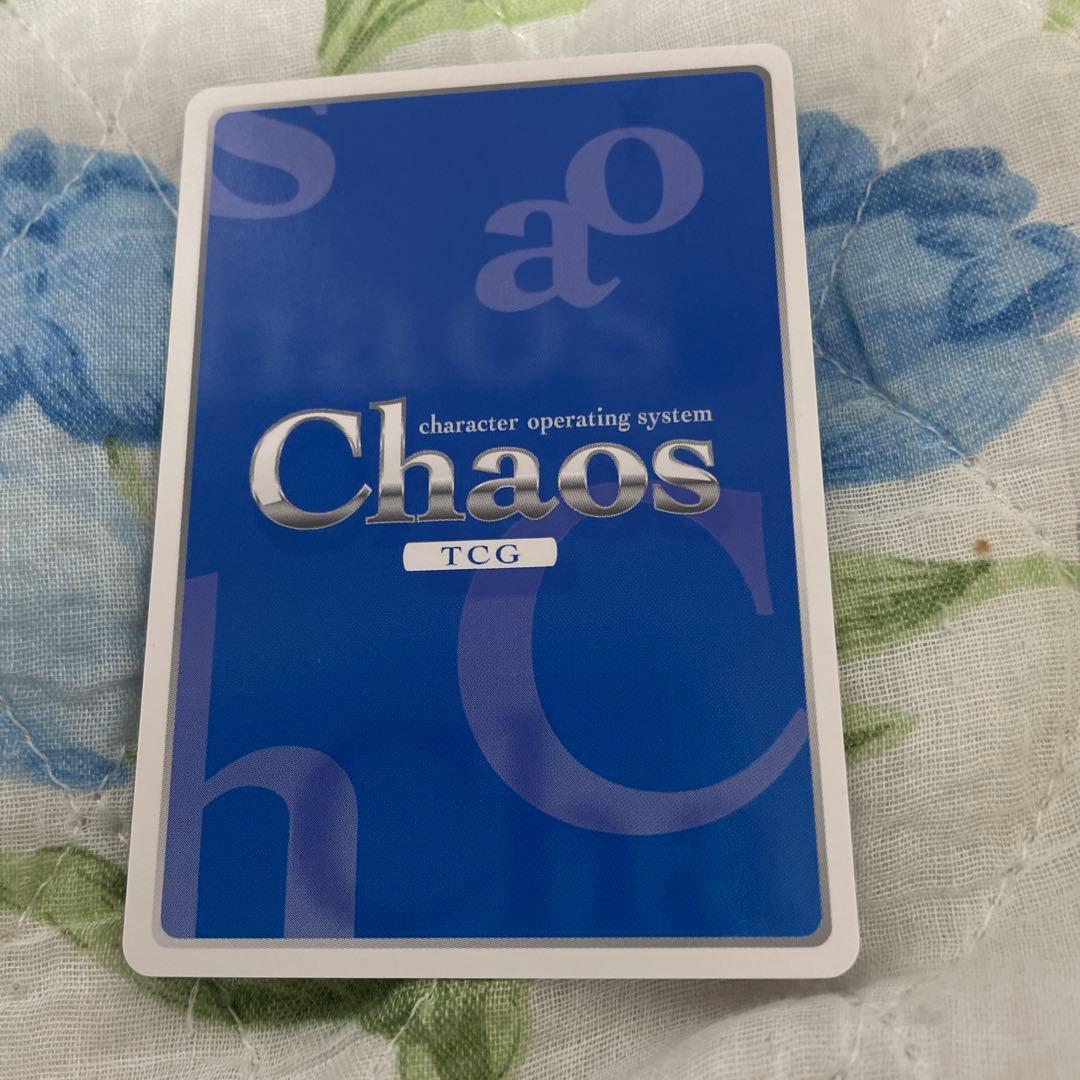 s
o
a
character operating system
Chaos
TCG
C
h